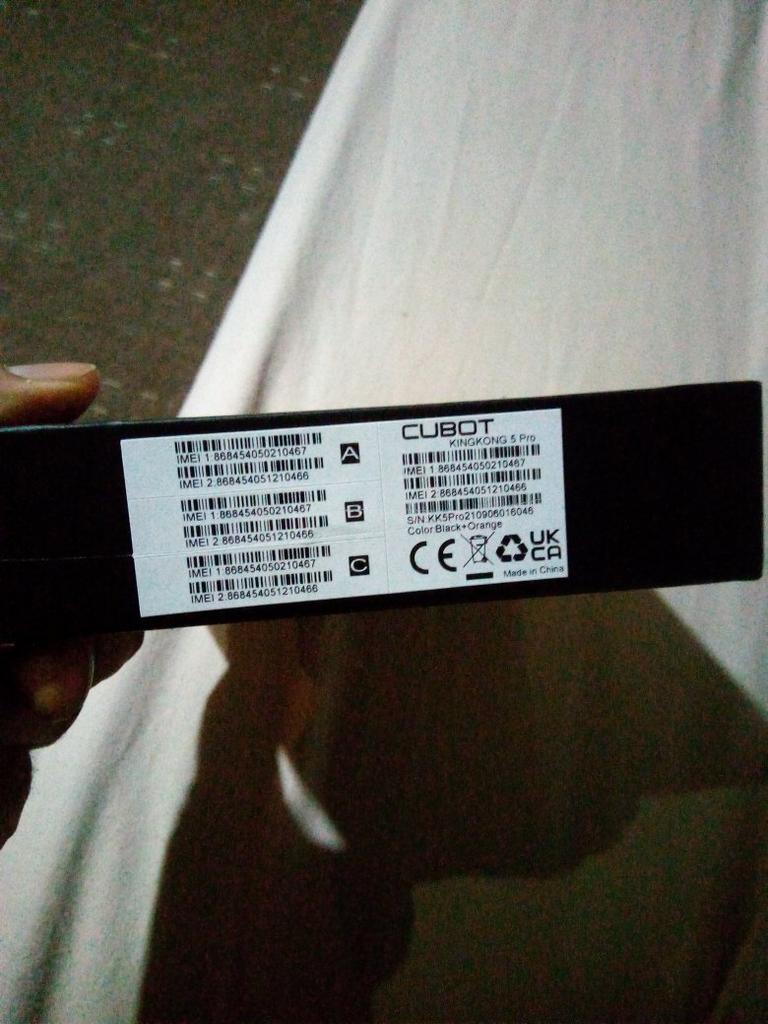 IMEI 1:868454050210467
IMEI 2:868454051210466
A
IMEI 1:868454050210467
IMEI 2:868454051210466
B
IMEI 1:868454050210467
IMEI 2:868454051210466
C
CUBOT
KINGKONG 5 Pro
IMEI 1:868454050210467
IMEI 2:868454051210466
S/N:KK5Pro210906016046
Color:Black+Orange
CE UK CA
Made in China